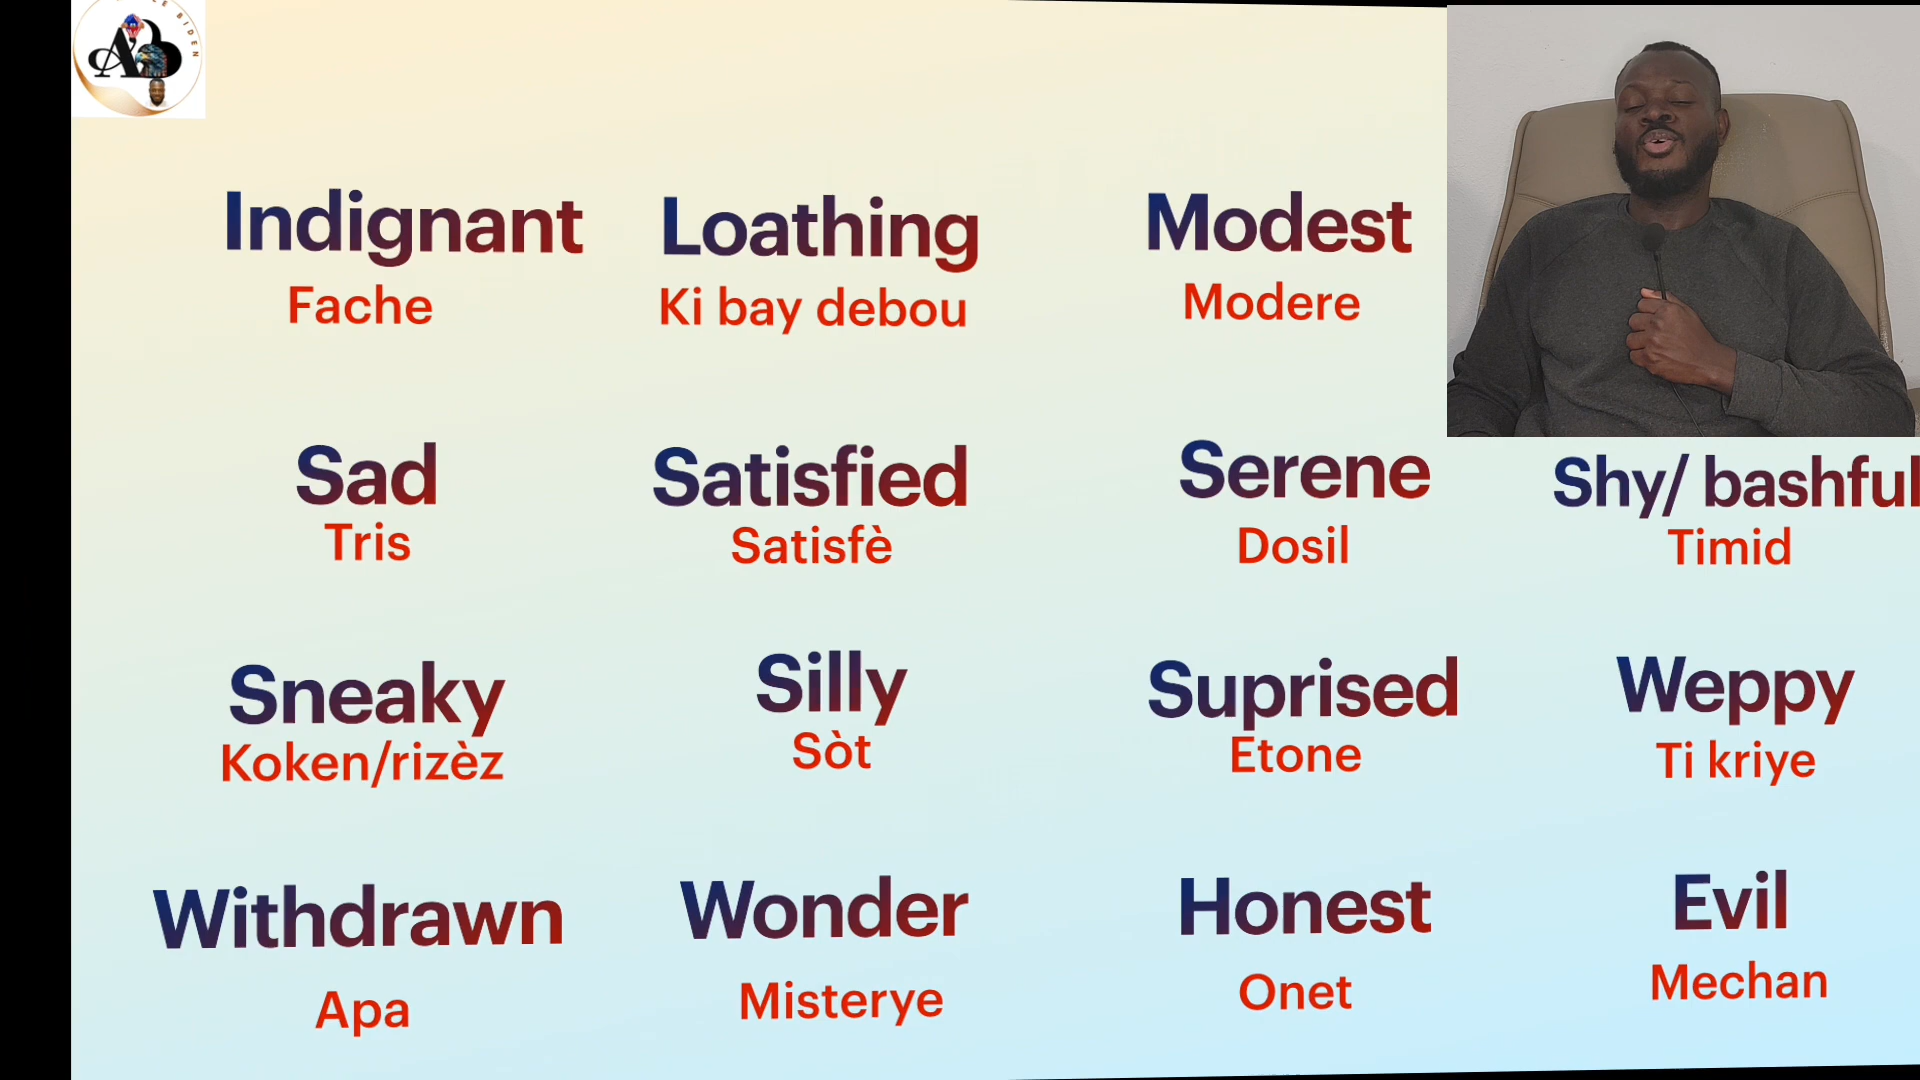 BIDEN
Indignant
Fache
Loathing
Ki bay debou
Modest
Modere
Sad
Tris
Satisfied
Satisfè
Serene
Dosil
Shy/ bashful
Timid
Sneaky
Koken/rizèz
Silly
Sòt
Suprised
Etone
Weppy
Ti kriye
Withdrawn
Apa
Wonder
Misterye
Honest
Onet
Evil
Mechan